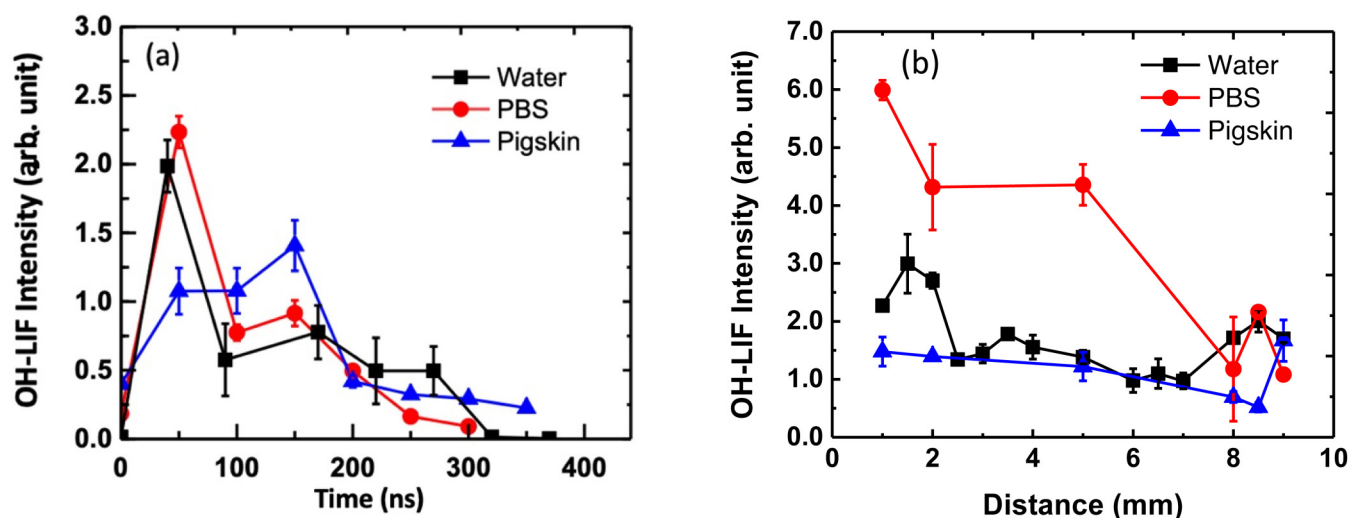 (a)
3.0
2.5
2.0
1.5
1.0
0.5
0.0
OH-LIF Intensity (arb. unit)
Water
PBS
Pigskin
0 100 200 300 400
Time (ns)
(b)
7.0
6.0
5.0
4.0
3.0
2.0
1.0
0.0
OH-LIF Intensity (arb. unit)
Water
PBS
Pigskin
0 2 4 6 8 10
Distance (mm)